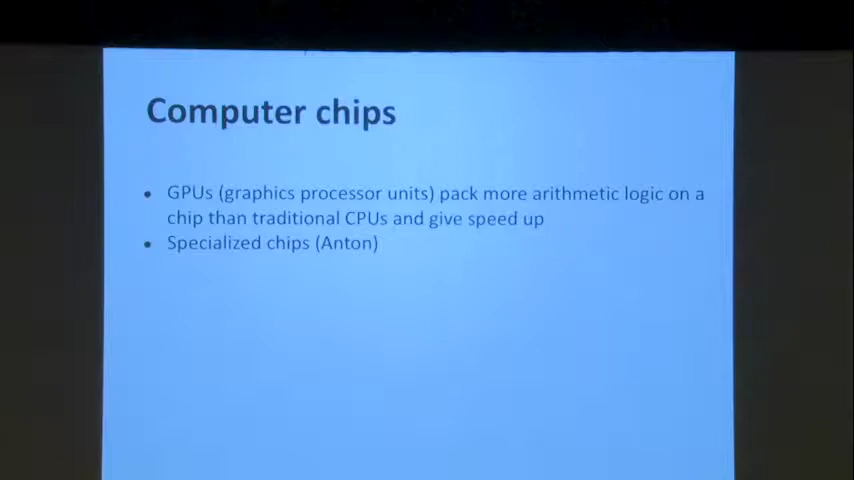 Computer chips
• GPUs (graphics processor units) pack more arithmetic logic on a
chip than traditional CPUs and give speed up
• Specialized chips (Anton)